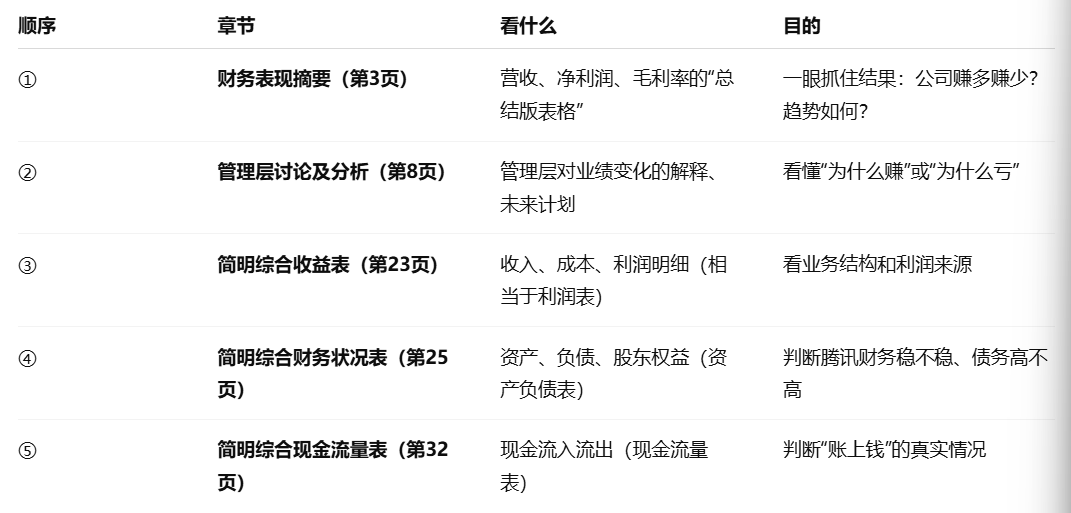 顺序 章节 看什么 目的
① 财务表现摘要（第3页） 营收、净利润、毛利率的“总 一眼抓住结果：公司赚多赚少？
结版表格” 趋势如何？
② 管理层讨论及分析（第8页） 管理层对业绩变化的解释、 看懂“为什么赚”或“为什么亏”
未来计划
③ 简明综合收益表（第23页） 收入、成本、利润明细（相 看业务结构和利润来源
当于利润表）
④ 简明综合财务状况表（第25 资产、负债、股东权益（资 判断腾讯财务稳不稳、债务高不
页） 产负债表） 高
⑤ 简明综合现金流量表（第32 现金流入流出（现金流量 判断“账上钱”的真实情况
页） 表）